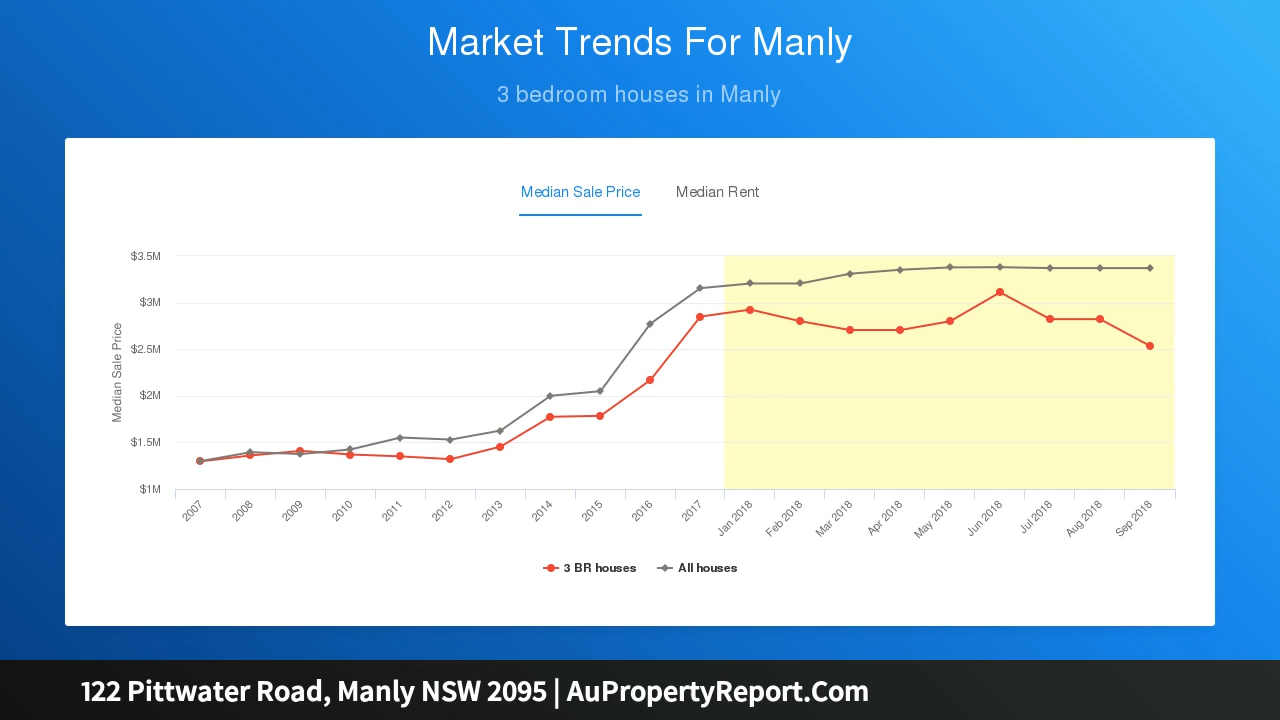 Market Trends For Manly
3 bedroom houses in Manly
Median Sale Price Median Rent
Median Sale Price
$3.5M
$3M
$2.5M
$2M
$1.5M
$1M
2007 2008 2009 2010 2011 2012 2013 2014 2015 2016 2017 Jan 2018 Feb 2018 Mar 2018 Apr 2018 May 2018 Jun 2018 Jul 2018 Aug 2018 Sep 2018
3 BR houses All houses
122 Pittwater Road, Manly NSW 2095 | AuPropertyReport.Com